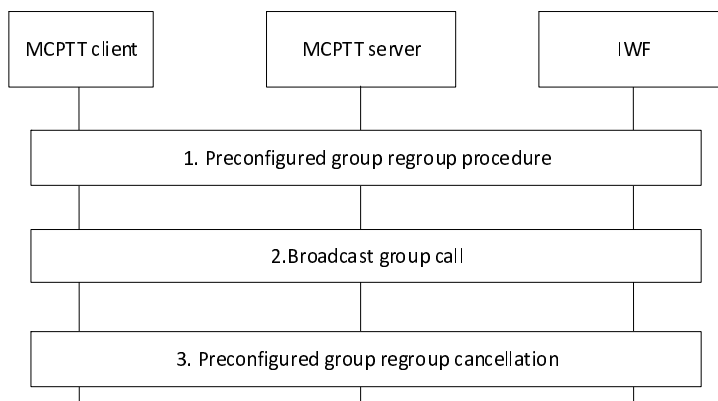 MCPTT client
MCPTT server
IWF
1. Preconfigured group regroup procedure
2.Broadcast group call
3. Preconfigured group regroup cancellation